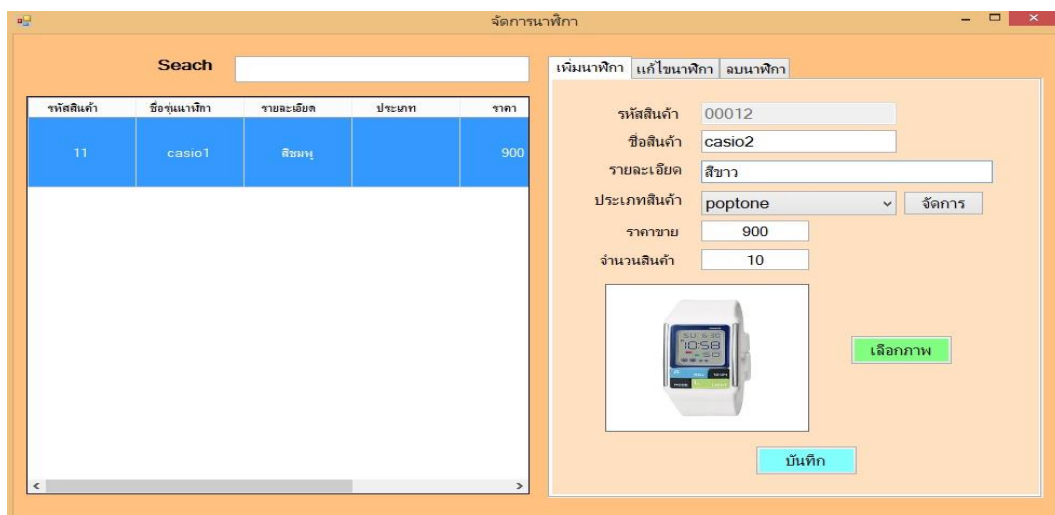 จัดการนาฬิกา
Seach
รหัสสินค้า ชื่อรุ่นนาฬิกา รายละเอียด ประเภท ราคา
11 casio1 สีชมพู 900
เพิ่มนาฬิกา แก้ไขนาฬิกา ลบนาฬิกา
รหัสสินค้า 00012
ชื่อสินค้า casio2
รายละเอียด สีขาว
ประเภทสินค้า poptone จัดการ
ราคาขาย 900
จำนวนสินค้า 10
10:58
50
เลือกภาพ
บันทึก